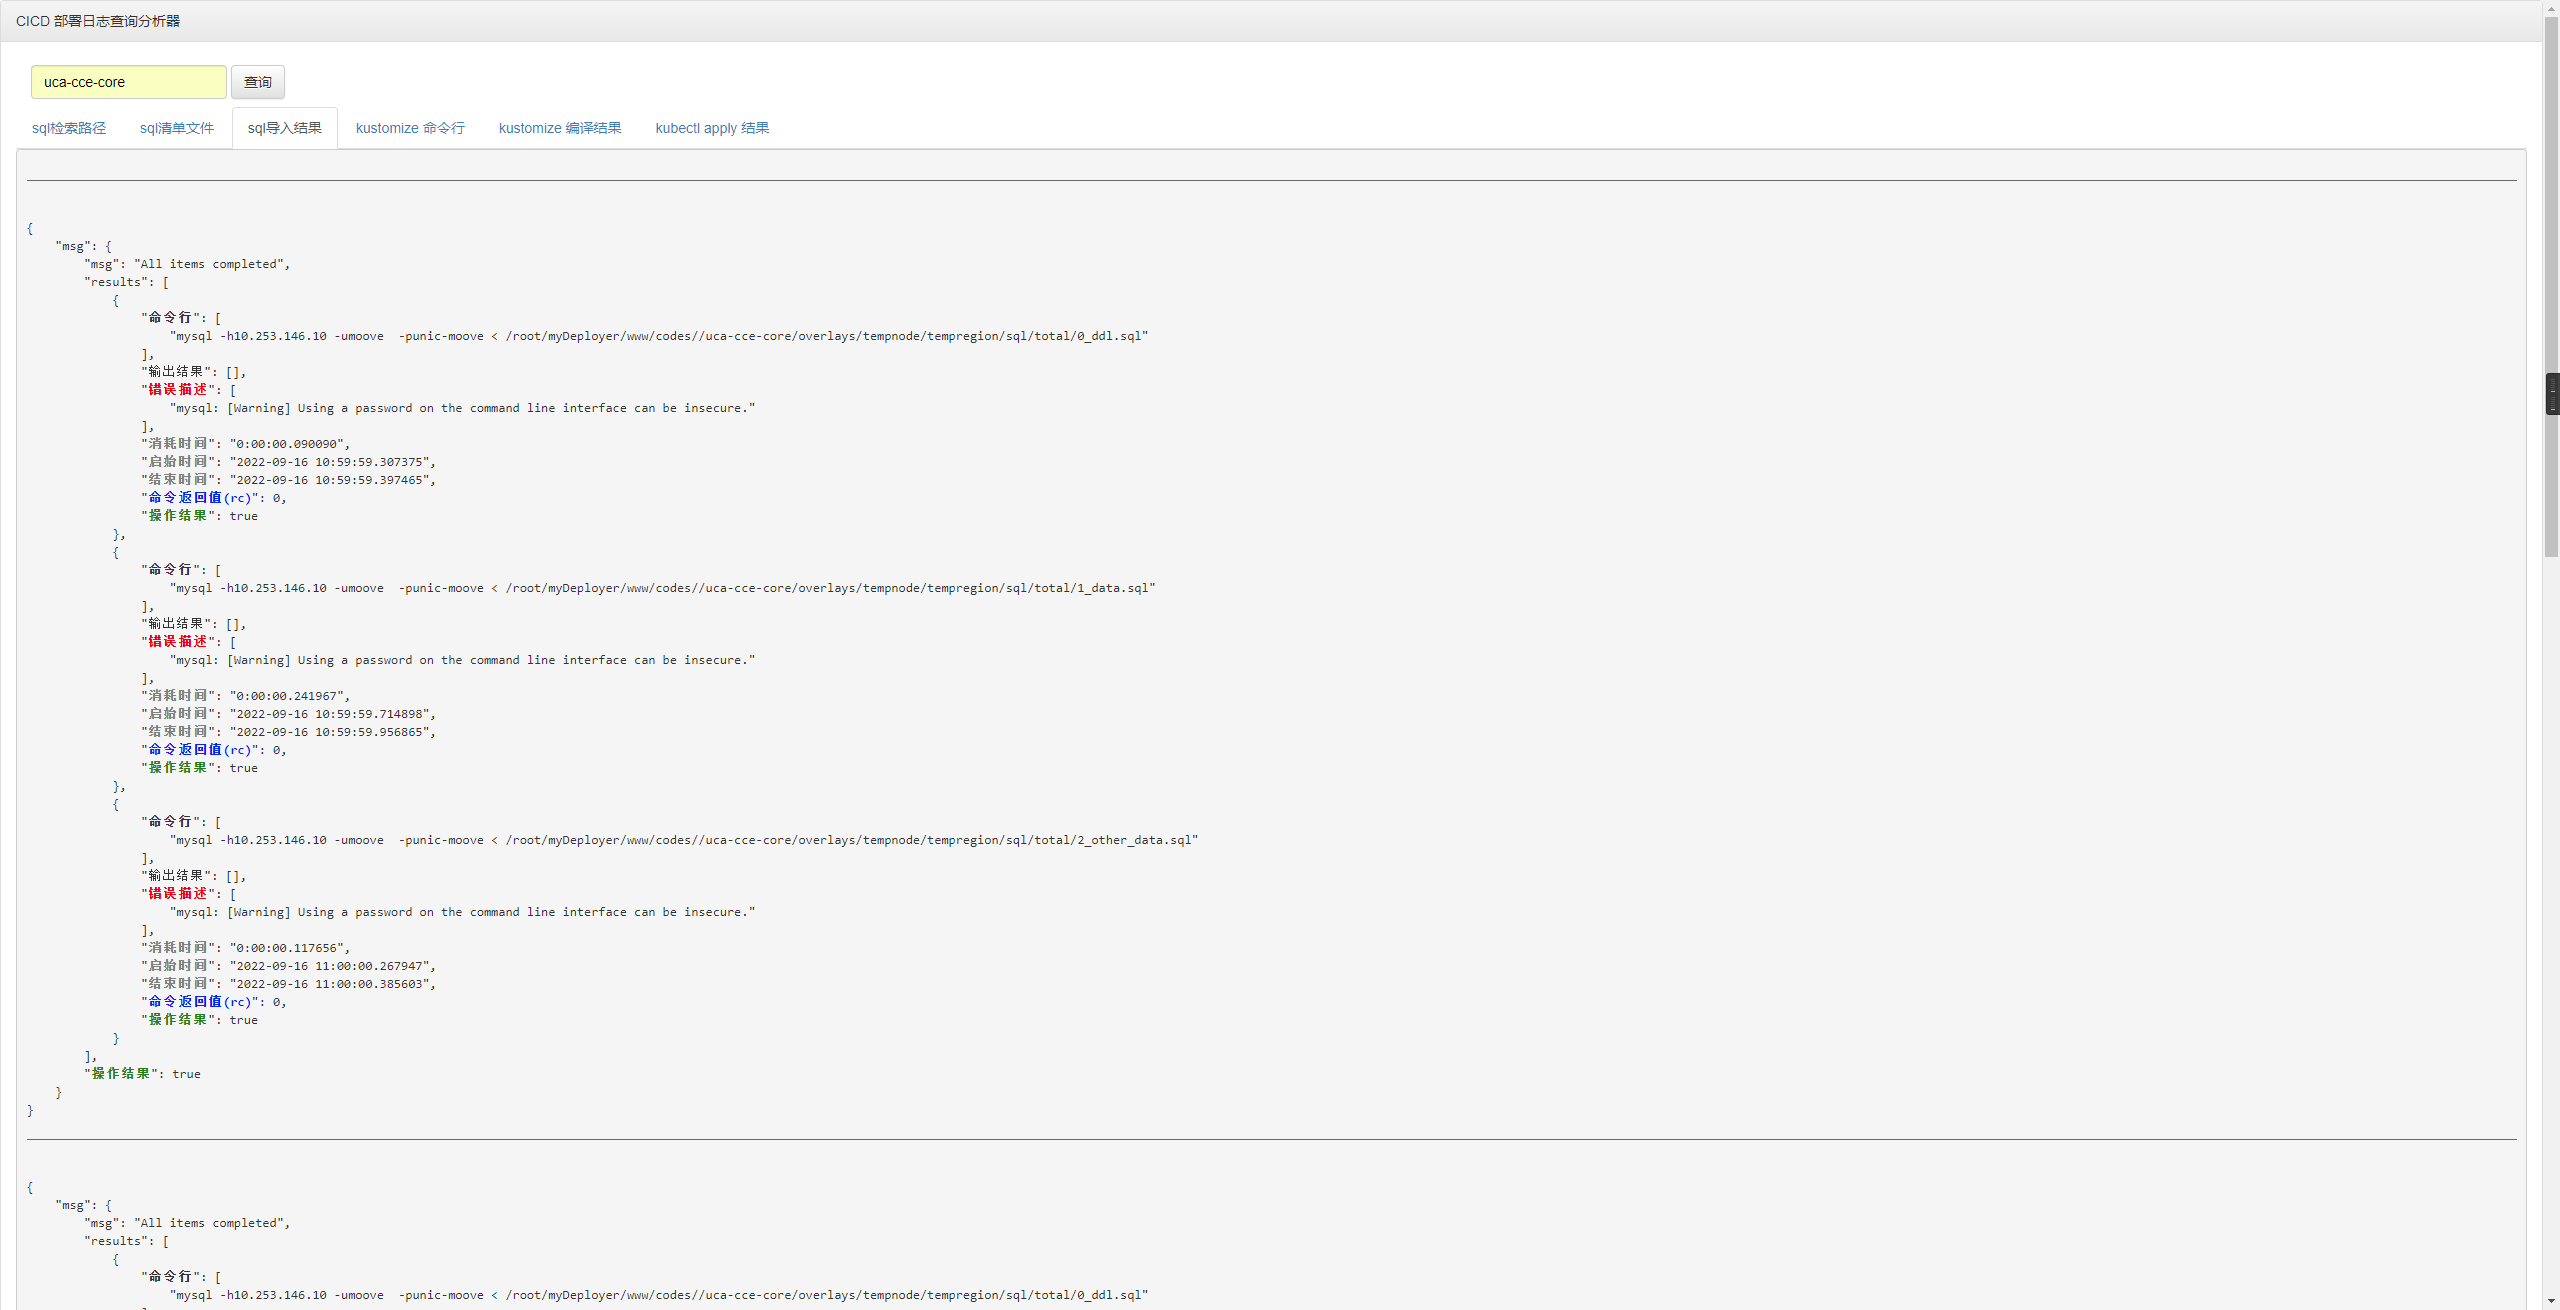 CICD 部署日志查询分析器
uca-cce-core 查询
sql检索路径 sql清单文件 sql导入结果 kustomize 命令行 kustomize 编译结果 kubectl apply 结果
{
"msg": {
"msg": "All items completed",
"results": [
{
"命令行": [
"mysql -h10.253.146.10 -umoove  -punic-moove < /root/myDeployer/www/codes//uca-cce-core/overlays/tempnode/tempregion/sql/total/0_ddl.sql"
],
"输出结果": [],
"错误描述": [
"mysql: [Warning] Using a password on the command line interface can be insecure."
],
"消耗时间": "0:00:00.090090",
"启始时间": "2022-09-16 10:59:59.307375",
"结束时间": "2022-09-16 10:59:59.397465",
"命令返回值(rc)": 0,
"操作结果": true
},
{
"命令行": [
"mysql -h10.253.146.10 -umoove  -punic-moove < /root/myDeployer/www/codes//uca-cce-core/overlays/tempnode/tempregion/sql/total/1_data.sql"
],
"输出结果": [],
"错误描述": [
"mysql: [Warning] Using a password on the command line interface can be insecure."
],
"消耗时间": "0:00:00.241967",
"启始时间": "2022-09-16 10:59:59.714898",
"结束时间": "2022-09-16 10:59:59.956865",
"命令返回值(rc)": 0,
"操作结果": true
},
{
"命令行": [
"mysql -h10.253.146.10 -umoove  -punic-moove < /root/myDeployer/www/codes//uca-cce-core/overlays/tempnode/tempregion/sql/total/2_other_data.sql"
],
"输出结果": [],
"错误描述": [
"mysql: [Warning] Using a password on the command line interface can be insecure."
],
"消耗时间": "0:00:00.117656",
"启始时间": "2022-09-16 11:00:00.267947",
"结束时间": "2022-09-16 11:00:00.385603",
"命令返回值(rc)": 0,
"操作结果": true
}
],
"操作结果": true
}
}
{
"msg": {
"msg": "All items completed",
"results": [
{
"命令行": [
"mysql -h10.253.146.10 -umoove  -punic-moove < /root/myDeployer/www/codes//uca-cce-core/overlays/tempnode/tempregion/sql/total/0_ddl.sql"